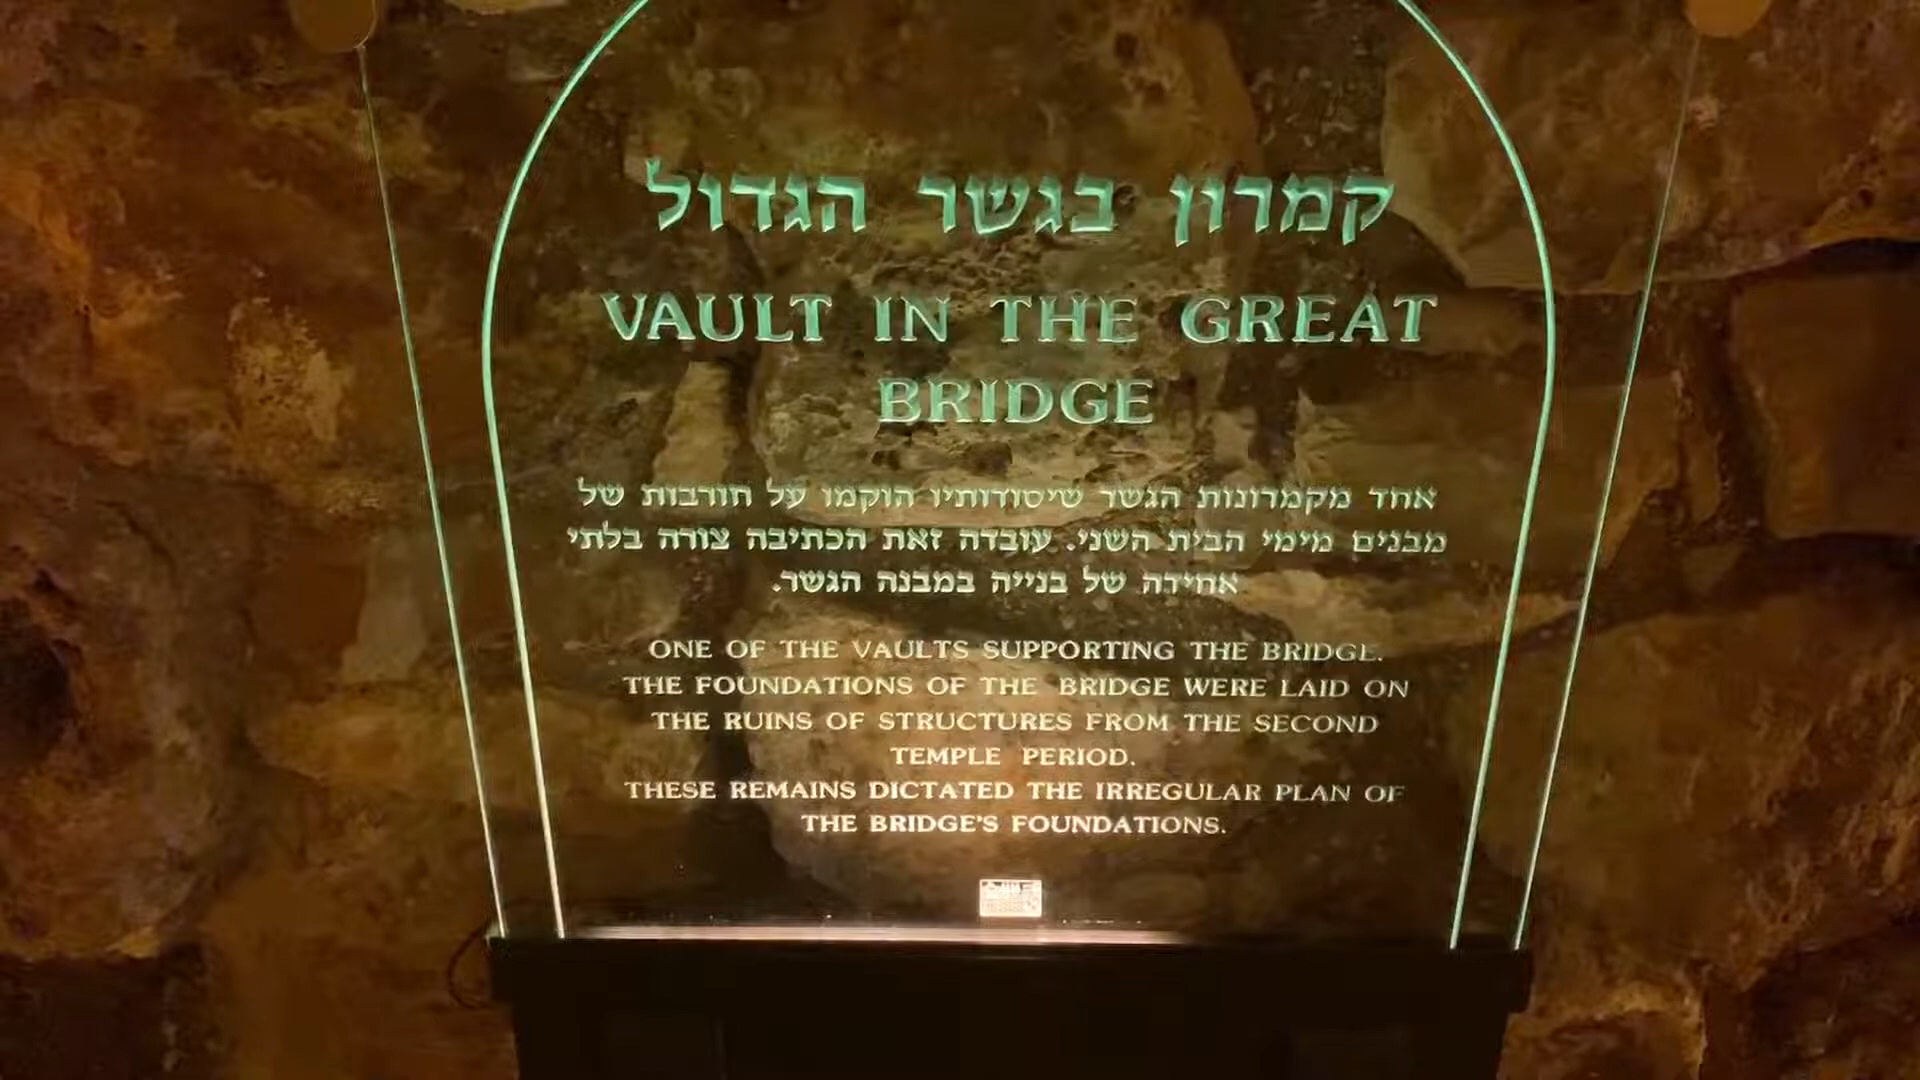 קמרון בגשר הגדול
VAULT IN THE GREAT
BRIDGE
אחד מקמרונות הגשר שיסודותיו הוקמו על חורבות של
מבנים מימי הבית השני. עובדה זאת הכתיבה צורה בלתי
אחידה של בנייה במבנה הגשר.
ONE OF THE VAULTS SUPPORTING THE BRIDGE.
THE FOUNDATIONS OF THE BRIDGE WERE LAID ON
THE RUINS OF STRUCTURES FROM THE SECOND
TEMPLE PERIOD.
THESE REMAINS DICTATED THE IRREGULAR PLAN OF
THE BRIDGE'S FOUNDATIONS.